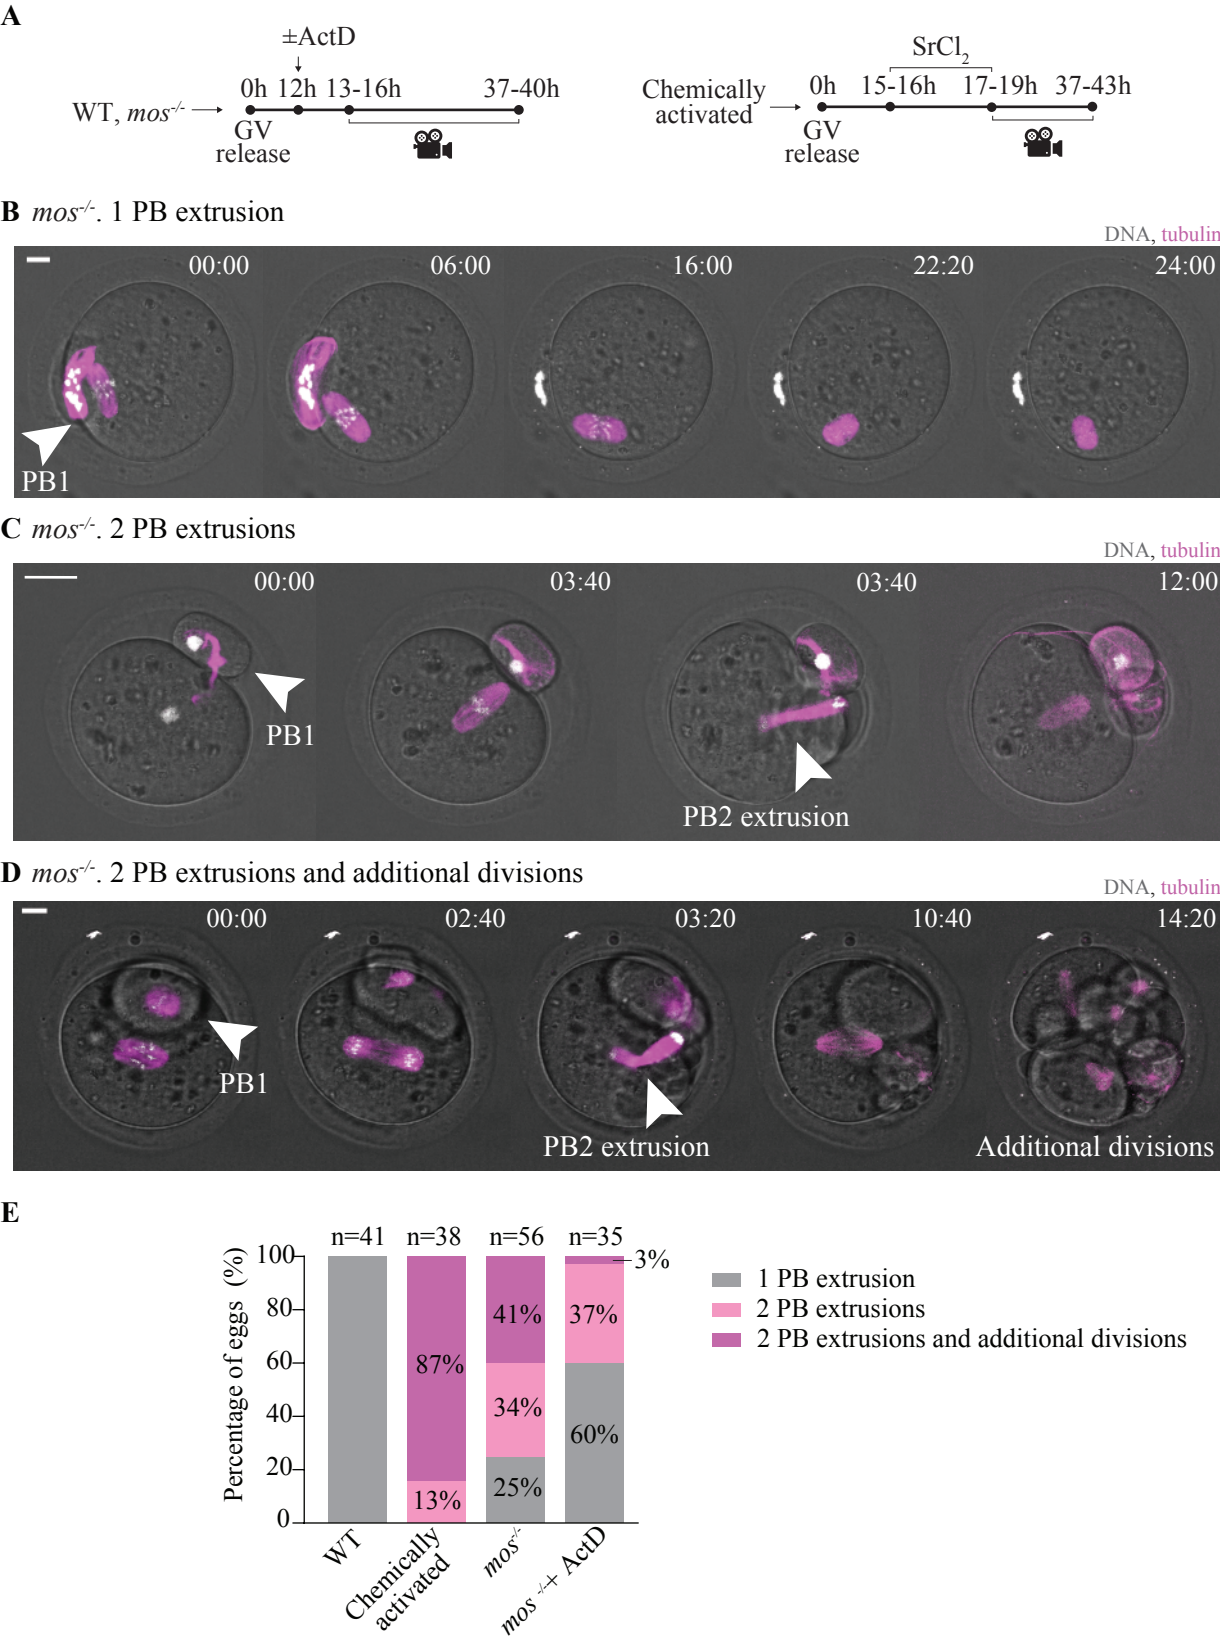 A
±ActD
0h 12h 13-16h 37-40h
WT, mos-/-
GV
release
SrCl2
Chemically
activated
0h 15-16h 17-19h 37-43h
GV
release
B mos-/-. 1 PB extrusion
DNA, tubulin
00:00 06:00 16:00 22:20 24:00
PB1
C mos-/-. 2 PB extrusions
DNA, tubulin
00:00 03:40 03:40 12:00
PB1
PB2 extrusion
D mos-/-. 2 PB extrusions and additional divisions
DNA, tubulin
00:00 02:40 03:20 10:40 14:20
PB1
PB2 extrusion
Additional divisions
E
n=41 n=38 n=56 n=35
Percentage of eggs (%)
100
80
60
40
20
0
87%
13%
41%
34%
25%
3%
37%
60%
1 PB extrusion
2 PB extrusions
2 PB extrusions and additional divisions
WT
Chemically
activated
mos-/-
mos -/-+ ActD